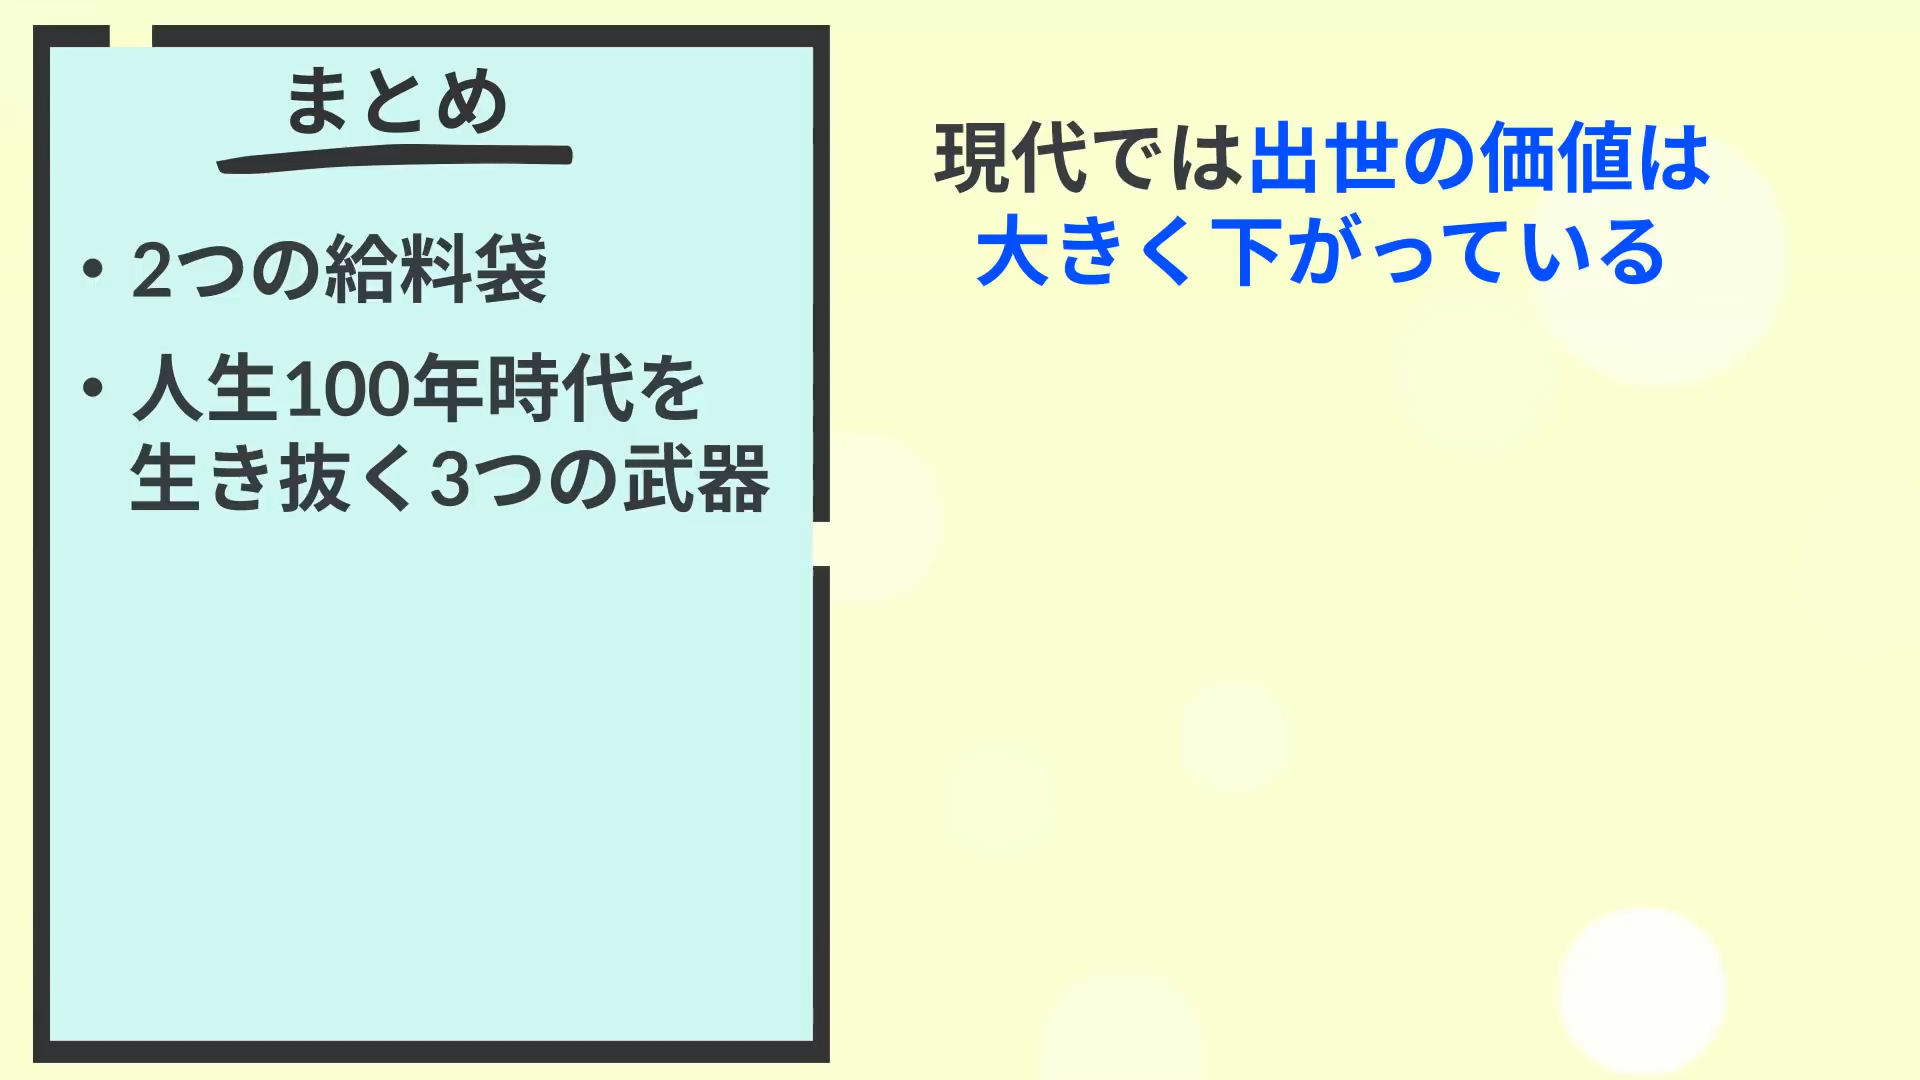 まとめ
・2つの給料袋
・人生100年時代を
生き抜く3つの武器
現代では出世の価値は
大きく下がっている